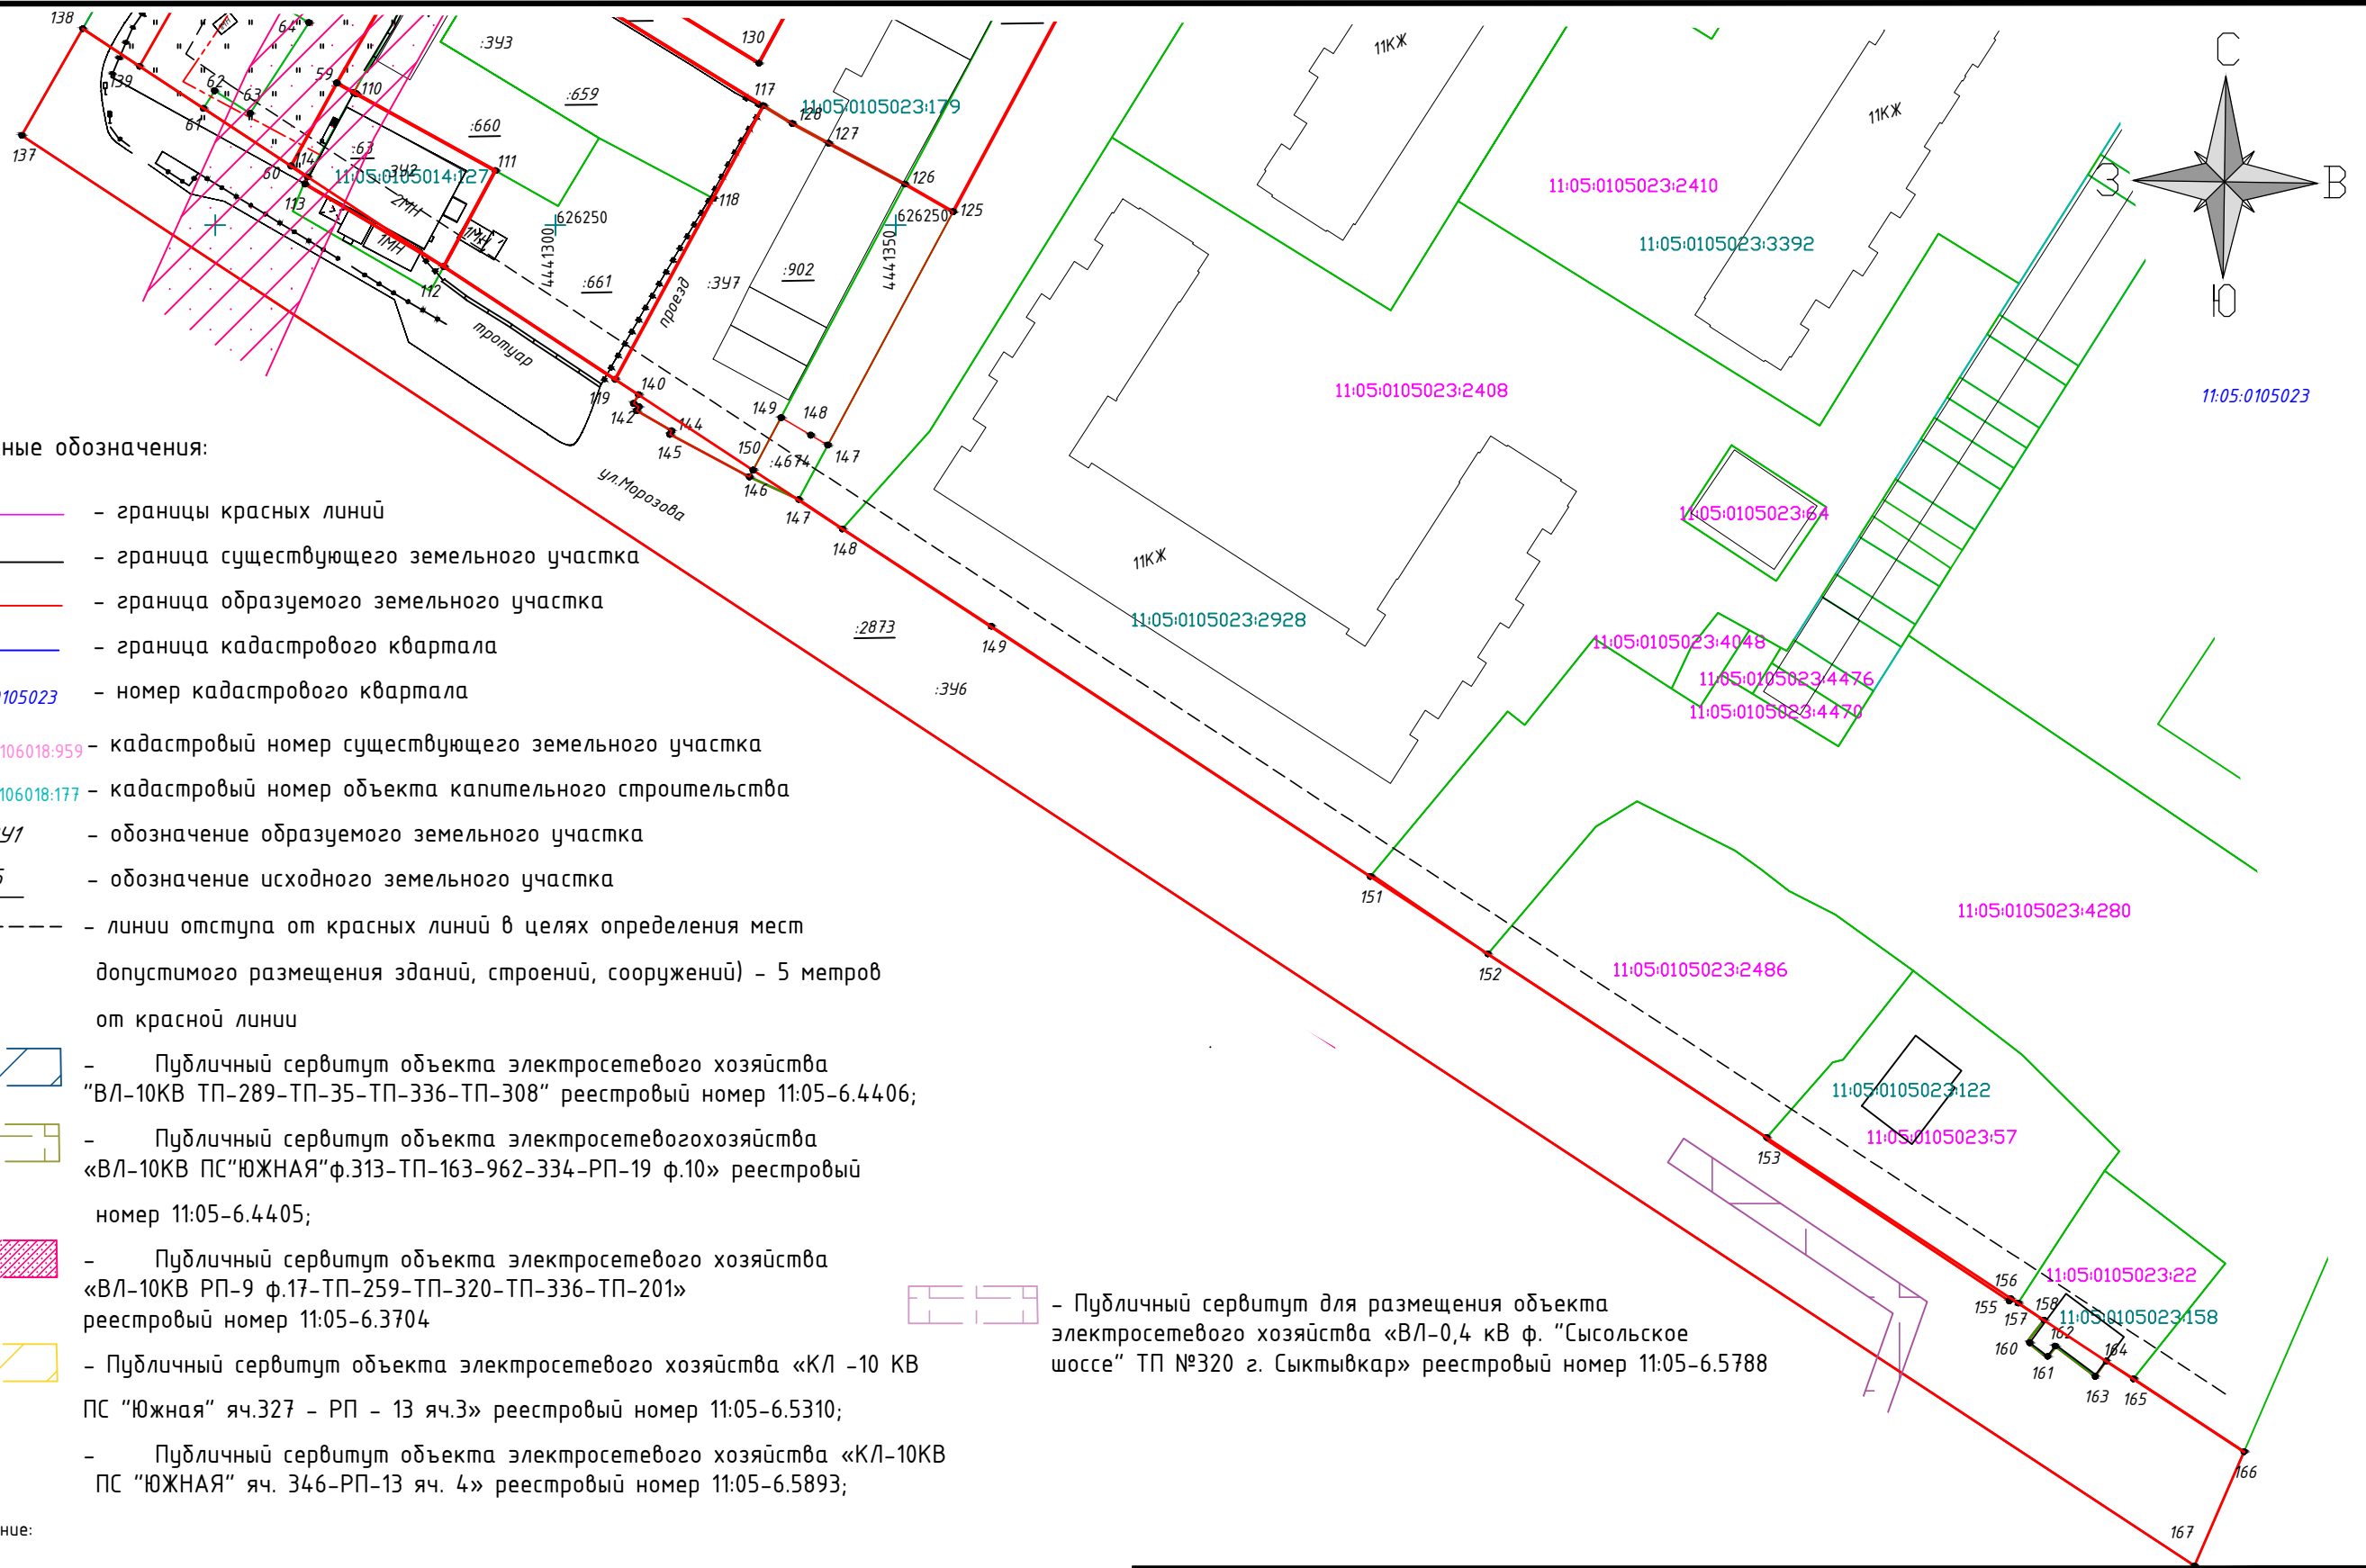 138
64
:ЗУ3
130
11КЖ
С
139
62
63
59
110
:659
117
11:05:0105023:179
128
127
11КЖ
61
:660
137
60
114
:63
:ЗУ2
11:05:0105014:127
111
126
11:05:0105023:2410
З
В
113
2МН
118
125
626250
626250
1МН
1МН
4441300
4441350
11:05:0105023:3392
:661
проезд
:ЗУ7
:902
112
Ю
тротуар
119
140
142
144
145
149
148
147
11:05:0105023:2408
11:05:0105023
150
:4674
146
147
148
ул.Морозова
11КЖ
11:05:0105023:64
11:05:0105023:2928
:2873
149
:ЗУ6
11:05:0105023:4048
11:05:0105023:4476
11:05:0105023:4470
151
152
11:05:0105023:4280
11:05:0105023:2486
11:05:0105023:122
11:05:0105023:57
153
11:05:0105023:22
156
155
157
158
11:05:0105023:158
160
162
161
164
163
165
166
167
ные обозначения:
– границы красных линий
– граница существующего земельного участка
– граница образуемого земельного участка
– граница кадастрового квартала
105023 – номер кадастрового квартала
106018:959 – кадастровый номер существующего земельного участка
106018:177 – кадастровый номер объекта капительного строительства
У1 – обозначение образуемого земельного участка
– обозначение исходного земельного участка
– линии отступа от красных линий в целях определения мест
допустимого размещения зданий, строений, сооружений) – 5 метров
от красной линии
– Публичный сервитут объекта электросетевого хозяйства
"ВЛ-10КВ ТП-289-ТП-35-ТП-336-ТП-308" реестровый номер 11:05-6.4406;
– Публичный сервитут объекта электросетевогохозяйства
«ВЛ-10КВ ПС"ЮЖНАЯ"ф.313-ТП-163-962-334-РП-19 ф.10» реестровый
номер 11:05-6.4405;
– Публичный сервитут объекта электросетевого хозяйства
«ВЛ-10КВ РП-9 ф.17-ТП-259-ТП-320-ТП-336-ТП-201»
реестровый номер 11:05-6.3704
– Публичный сервитут объекта электросетевого хозяйства «КЛ -10 КВ
ПС "Южная" яч.327 - РП - 13 яч.3» реестровый номер 11:05-6.5310;
– Публичный сервитут объекта электросетевого хозяйства «КЛ-10КВ
ПС "ЮЖНАЯ" яч. 346-РП-13 яч. 4» реестровый номер 11:05-6.5893;
– Публичный сервитут для размещения объекта
электросетевого хозяйства «ВЛ-0,4 кВ ф. "Сысольское
шоссе" ТП №320 г. Сыктывкар» реестровый номер 11:05-6.5788
ние: